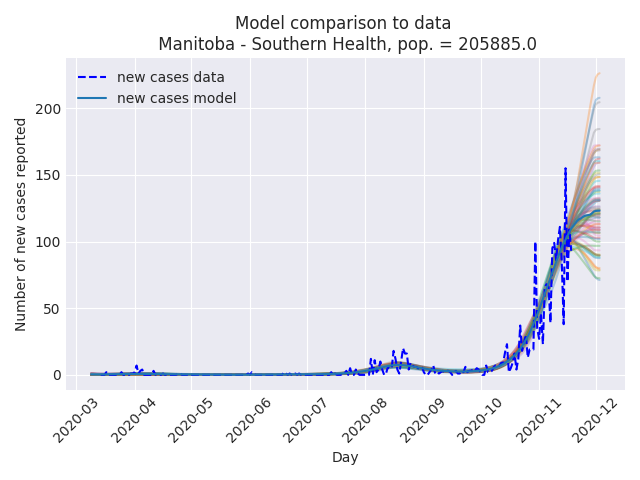 Model comparison to data
Manitoba - Southern Health, pop. = 205885.0
new cases data
new cases model
Number of new cases reported
200
150
100
50
0
2020-03
2020-04
2020-05
2020-06
2020-07
2020-08
2020-09
2020-10
2020-11
2020-12
Day